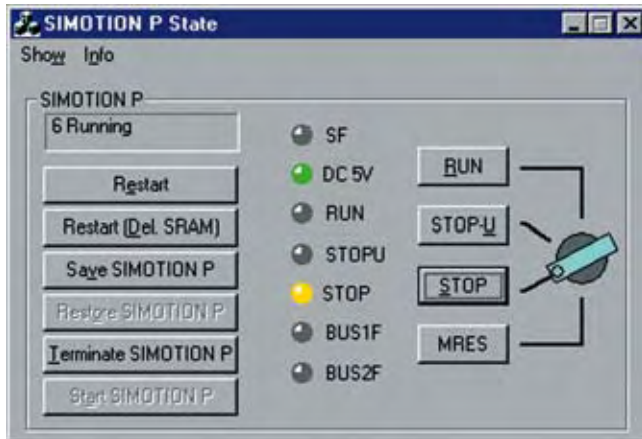 SIMOTION P State
Show Info
SIMOTION P
6 Running
Restart
Restart (Del. SRAM)
Save SIMOTION P
Restore SIMOTION P
Terminate SIMOTION P
Start SIMOTION P
SF
DC 5V
RUN
STOPU
STOP
BUS1F
BUS2F
RUN
STOP-U
STOP
MRES